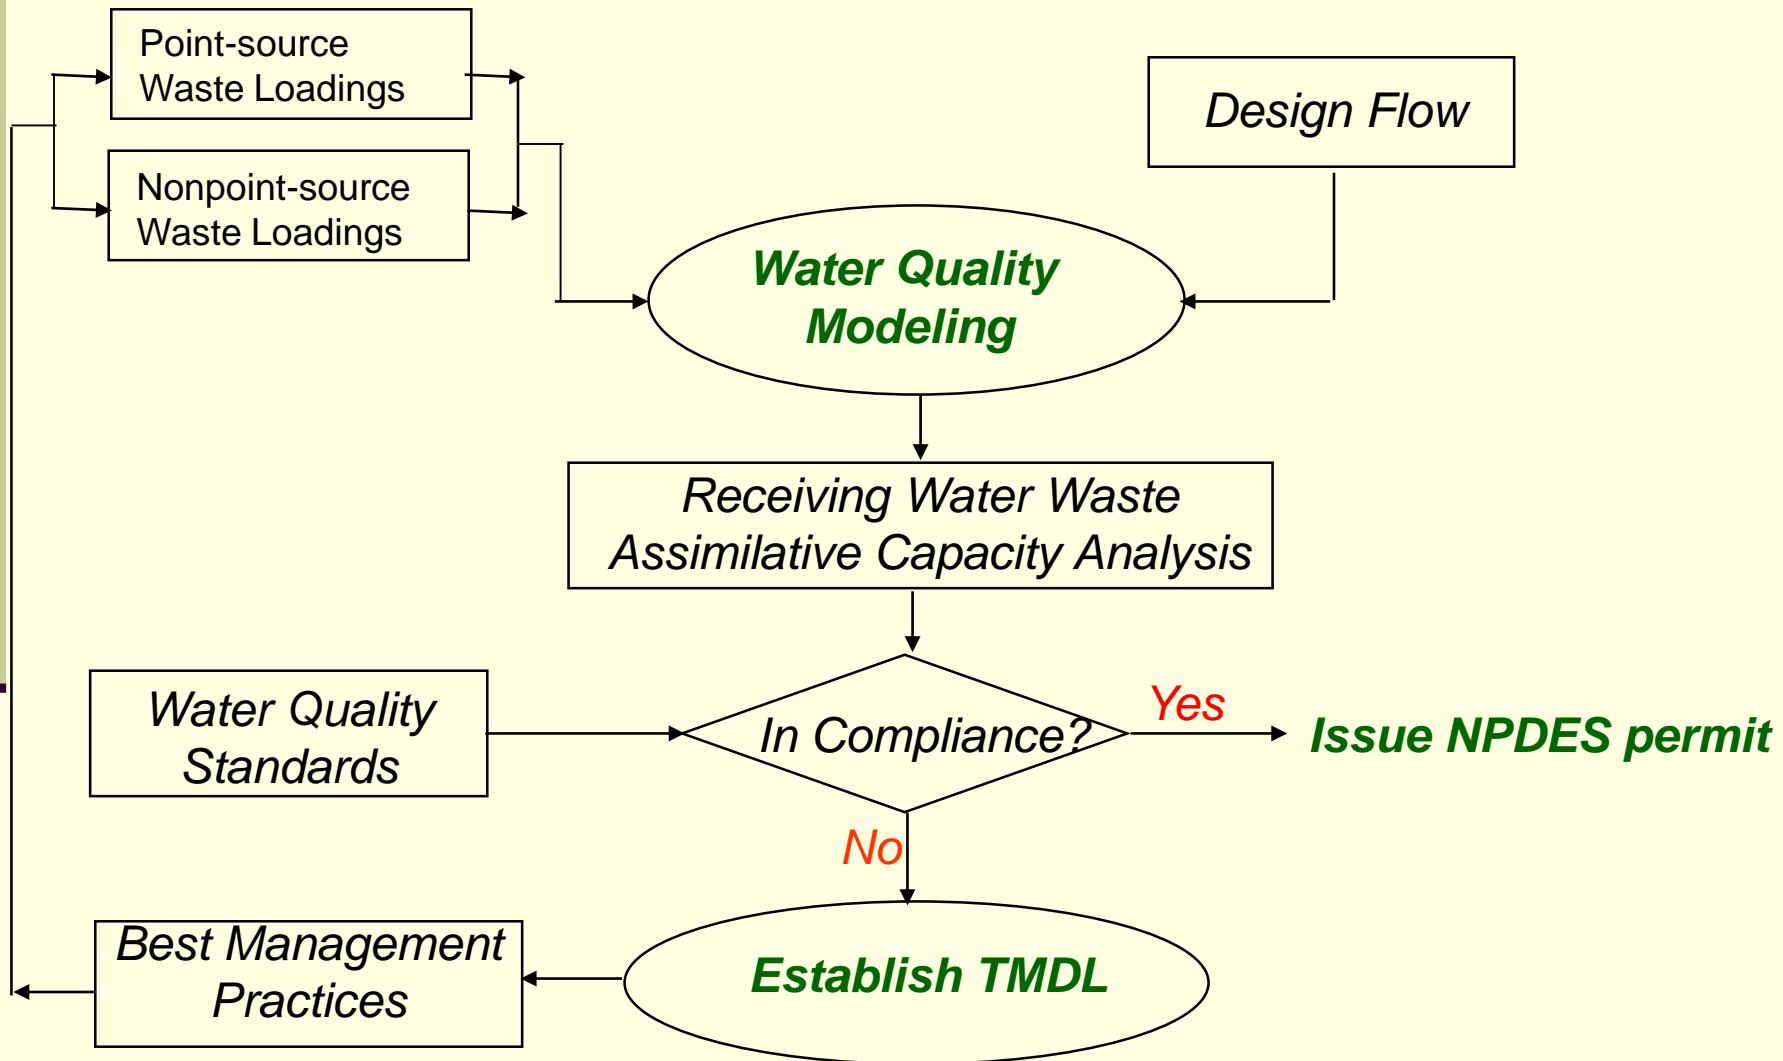 Point-source
Waste Loadings
Design Flow
Nonpoint-source
Waste Loadings
Water Quality
Modeling
Receiving Water Waste
Assimilative Capacity Analysis
Water Quality
Standards
In Compliance?
Yes
Issue NPDES permit
No
Best Management
Practices
Establish TMDL